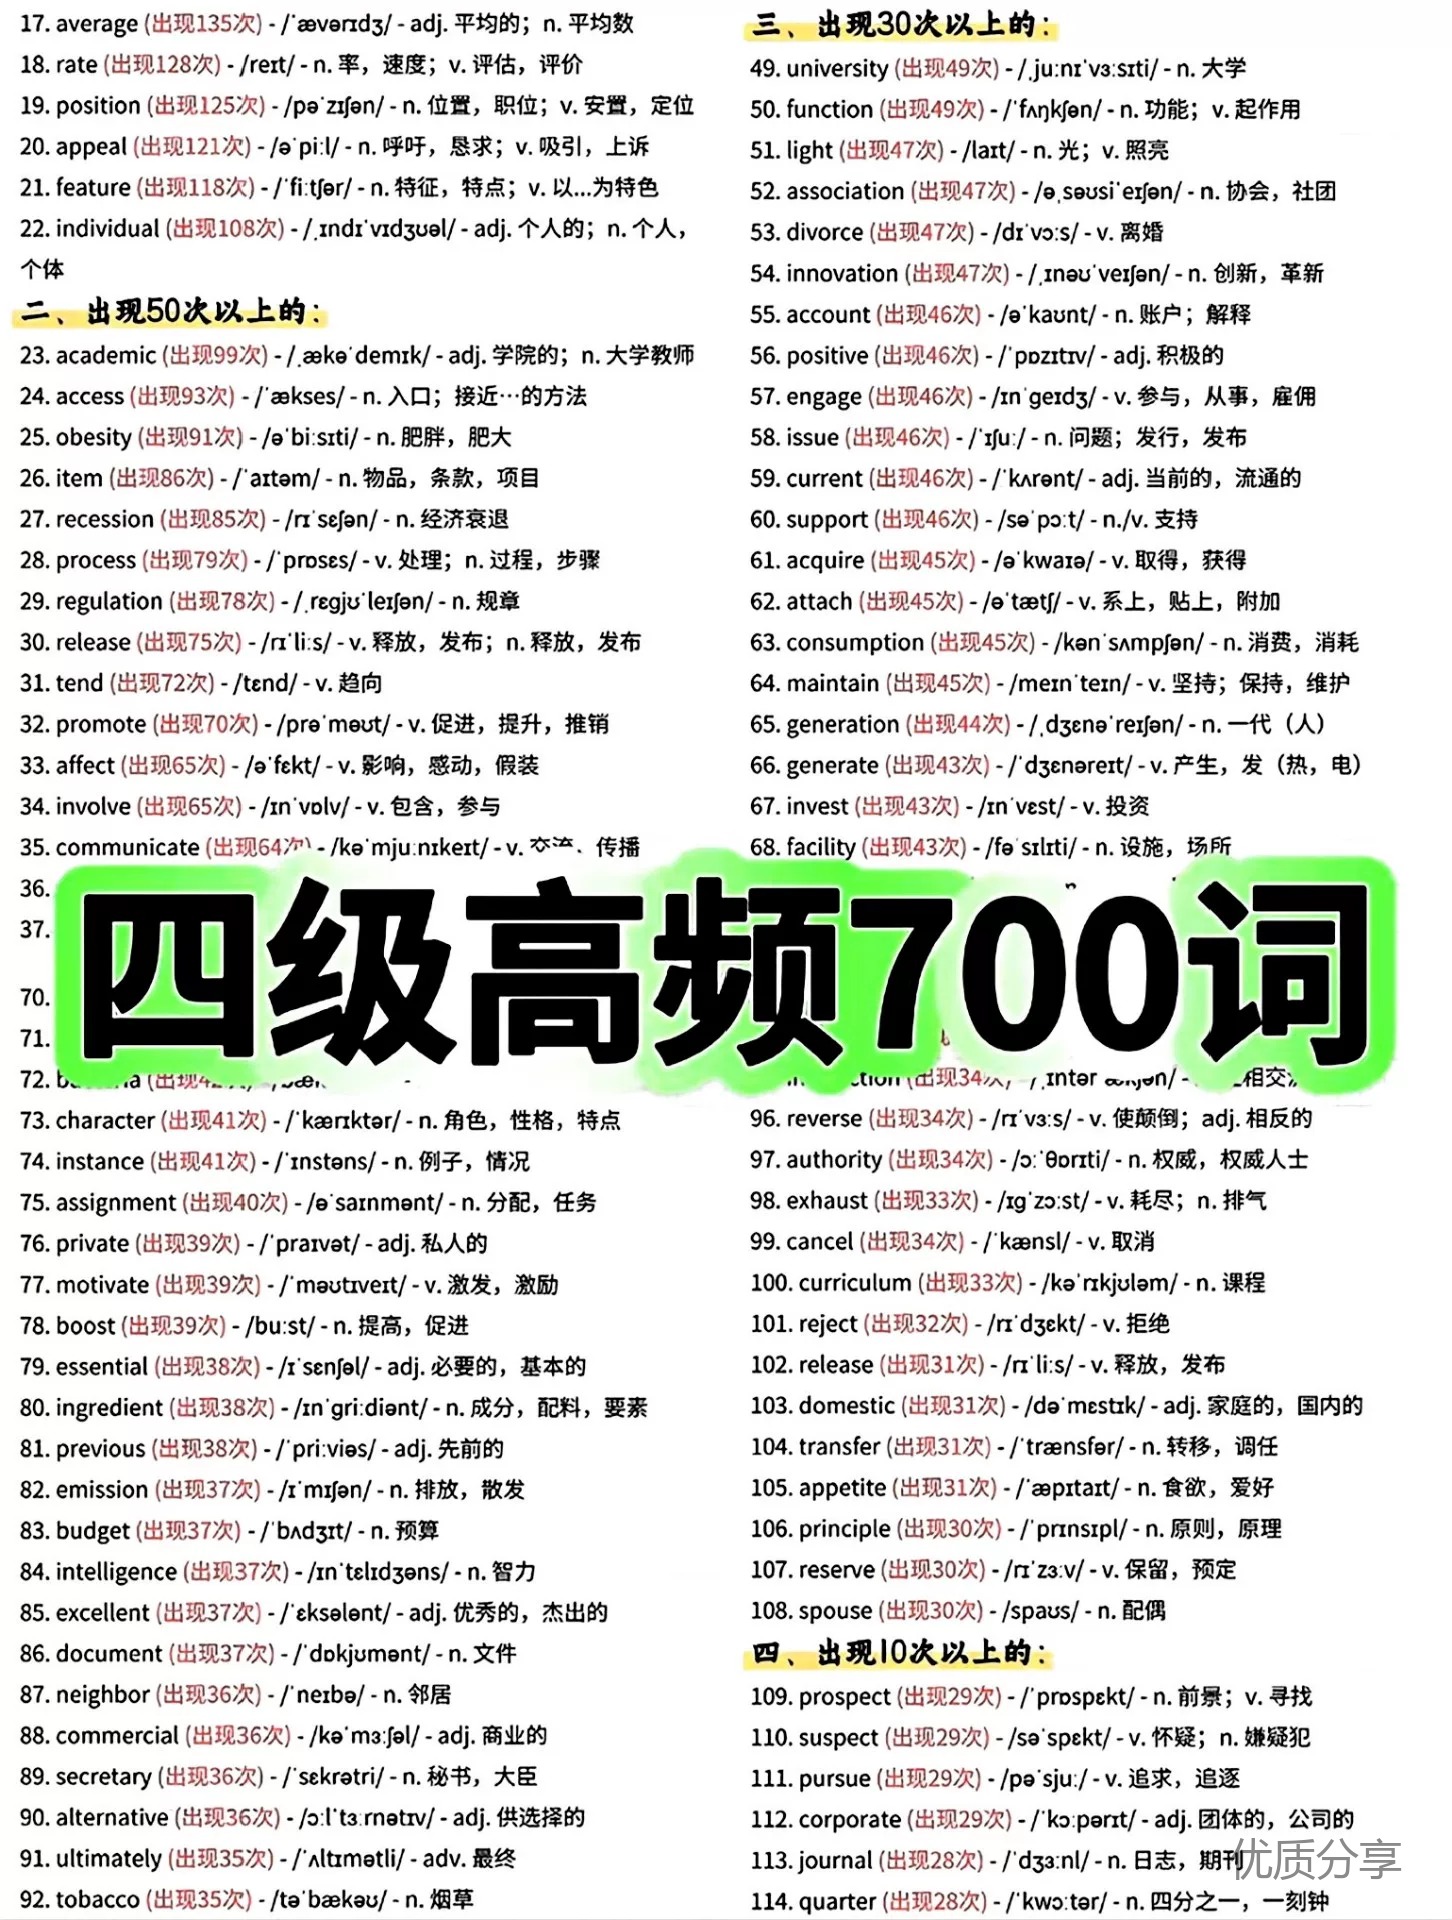 17. average (出现135次) - /ˈævərɪdʒ/ - adj. 平均的；n. 平均数
18. rate (出现128次) - /reɪt/ - n. 率，速度；v. 评估，评价
19. position (出现125次) - /pəˈzɪʃən/ - n. 位置，职位；v. 安置，定位
20. appeal (出现121次) - /əˈpiːl/ - n. 呼吁，恳求；v. 吸引，上诉
21. feature (出现118次) - /ˈfiːtʃər/ - n. 特征，特点；v. 以...为特色
22. individual (出现108次) - /ˌɪndɪˈvɪdʒʊəl/ - adj. 个人的；n. 个人，
个体
二、出现50次以上的：
23. academic (出现99次) - /ˌækəˈdemɪk/ - adj. 学院的；n. 大学教师
24. access (出现93次) - /ˈækses/ - n. 入口；接近…的方法
25. obesity (出现91次) - /əˈbiːsɪti/ - n. 肥胖，肥大
26. item (出现86次) - /ˈaɪtəm/ - n. 物品，条款，项目
27. recession (出现85次) - /rɪˈsɛʃən/ - n. 经济衰退
28. process (出现79次) - /ˈprɒsɛs/ - v. 处理；n. 过程，步骤
29. regulation (出现78次) - /ˌrɛgjʊˈleɪʃən/ - n. 规章
30. release (出现75次) - /rɪˈliːs/ - v. 释放，发布；n. 释放，发布
31. tend (出现72次) - /tɛnd/ - v. 趋向
32. promote (出现70次) - /prəˈməʊt/ - v. 促进，提升，推销
33. affect (出现65次) - /əˈfɛkt/ - v. 影响，感动，假装
34. involve (出现65次) - /ɪnˈvɒlv/ - v. 包含，参与
35. communicate (出现64次) - /kəˈmjuːnɪkeɪt/ - v. 交流、传播
36.
37.
70.
71.
72.
73. character (出现41次) - /ˈkærɪktər/ - n. 角色，性格，特点
74. instance (出现41次) - /ˈɪnstəns/ - n. 例子，情况
75. assignment (出现40次) - /əˈsaɪnmənt/ - n. 分配，任务
76. private (出现39次) - /ˈpraɪvət/ - adj. 私人的
77. motivate (出现39次) - /ˈməʊtɪveɪt/ - v. 激发，激励
78. boost (出现39次) - /buːst/ - n. 提高，促进
79. essential (出现38次) - /ɪˈsɛnʃəl/ - adj. 必要的，基本的
80. ingredient (出现38次) - /ɪnˈgriːdiənt/ - n. 成分，配料，要素
81. previous (出现38次) - /ˈpriːviəs/ - adj. 先前的
82. emission (出现37次) - /ɪˈmɪʃən/ - n. 排放，散发
83. budget (出现37次) - /ˈbʌdʒɪt/ - n. 预算
84. intelligence (出现37次) - /ɪnˈtɛlɪdʒəns/ - n. 智力
85. excellent (出现37次) - /ˈɛksələnt/ - adj. 优秀的，杰出的
86. document (出现37次) - /ˈdɒkjʊmənt/ - n. 文件
87. neighbor (出现36次) - /ˈneɪbə/ - n. 邻居
88. commercial (出现36次) - /kəˈmɜːʃəl/ - adj. 商业的
89. secretary (出现36次) - /ˈsɛkrətri/ - n. 秘书，大臣
90. alternative (出现36次) - /ɔːlˈtɜːrnətɪv/ - adj. 供选择的
91. ultimately (出现35次) - /ˈʌltɪmətli/ - adv. 最终
92. tobacco (出现35次) - /təˈbækəʊ/ - n. 烟草
三、出现30次以上的：
49. university (出现49次) - /ˌjuːnɪˈvɜːsɪti/ - n. 大学
50. function (出现49次) - /ˈfʌŋkʃən/ - n. 功能；v. 起作用
51. light (出现47次) - /laɪt/ - n. 光；v. 照亮
52. association (出现47次) - /əˌsəʊsiˈeɪʃən/ - n. 协会，社团
53. divorce (出现47次) - /dɪˈvɔːs/ - v. 离婚
54. innovation (出现47次) - /ˌɪnəʊˈveɪʃən/ - n. 创新，革新
55. account (出现46次) - /əˈkaʊnt/ - n. 账户；解释
56. positive (出现46次) - /ˈpɒzɪtɪv/ - adj. 积极的
57. engage (出现46次) - /ɪnˈgeɪdʒ/ - v. 参与，从事，雇佣
58. issue (出现46次) - /ˈɪʃuː/ - n. 问题；发行，发布
59. current (出现46次) - /ˈkʌrənt/ - adj. 当前的，流通的
60. support (出现46次) - /səˈpɔːt/ - n./v. 支持
61. acquire (出现45次) - /əˈkwaɪə/ - v. 取得，获得
62. attach (出现45次) - /əˈtætʃ/ - v. 系上，贴上，附加
63. consumption (出现45次) - /kənˈsʌmpʃən/ - n. 消费，消耗
64. maintain (出现45次) - /meɪnˈteɪn/ - v. 坚持；保持，维护
65. generation (出现44次) - /ˌdʒɛnəˈreɪʃən/ - n. 一代（人）
66. generate (出现43次) - /ˈdʒɛnəreɪt/ - v. 产生，发（热，电）
67. invest (出现43次) - /ɪnˈvɛst/ - v. 投资
68. facility (出现43次) - /fəˈsɪlɪti/ - n. 设施，场所
四级高频700词
96. reverse (出现34次) - /rɪˈvɜːs/ - v. 使颠倒；adj. 相反的
97. authority (出现34次) - /ɔːˈθɒrɪti/ - n. 权威，权威人士
98. exhaust (出现33次) - /ɪgˈzɔːst/ - v. 耗尽；n. 排气
99. cancel (出现34次) - /ˈkænsl/ - v. 取消
100. curriculum (出现33次) - /kəˈrɪkjʊləm/ - n. 课程
101. reject (出现32次) - /rɪˈdʒɛkt/ - v. 拒绝
102. release (出现31次) - /rɪˈliːs/ - v. 释放，发布
103. domestic (出现31次) - /dəˈmɛstɪk/ - adj. 家庭的，国内的
104. transfer (出现31次) - /ˈtrænsfər/ - n. 转移，调任
105. appetite (出现31次) - /ˈæpɪtaɪt/ - n. 食欲，爱好
106. principle (出现30次) - /ˈprɪnsɪpl/ - n. 原则，原理
107. reserve (出现30次) - /rɪˈzɜːv/ - v. 保留，预定
108. spouse (出现30次) - /spaʊs/ - n. 配偶
四、出现10次以上的：
109. prospect (出现29次) - /ˈprɒspɛkt/ - n. 前景；v. 寻找
110. suspect (出现29次) - /səˈspɛkt/ - v. 怀疑；n. 嫌疑犯
111. pursue (出现29次) - /pəˈsjuː/ - v. 追求，追逐
112. corporate (出现29次) - /ˈkɔːpərɪt/ - adj. 团体的，公司的
113. journal (出现28次) - /ˈdʒɜːnl/ - n. 日志，期刊
114. quarter (出现28次) - /ˈkwɔːtər/ - n. 四分之一，一刻钟
优质分享